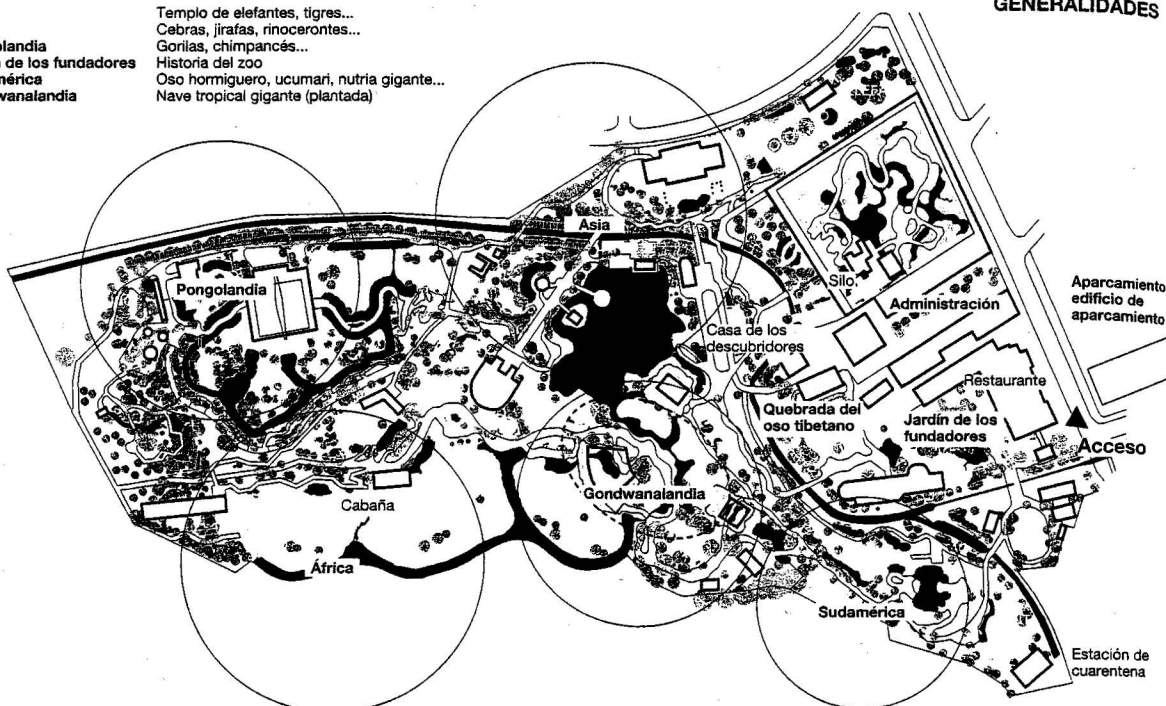 GENERALIDADES
Templo de elefantes, tigres...
Cebras, jirafas, rinocerontes...
landia Gorilas, chimpancés...
de los fundadores Historia del zoo
mérica Oso hormiguero, ucumari, nutria gigante...
wanalandia Nave tropical gigante (plantada)
Asia
Pongolandia
Silo
Administración
Aparcamiento
edificio de
aparcamiento
Casa de los
descubridores
Restaurante
Quebrada del
oso tibetano
Jardín de los
fundadores
Acceso
Gondwanalandia
Cabaña
África
Sudamérica
Estación de
cuarentena